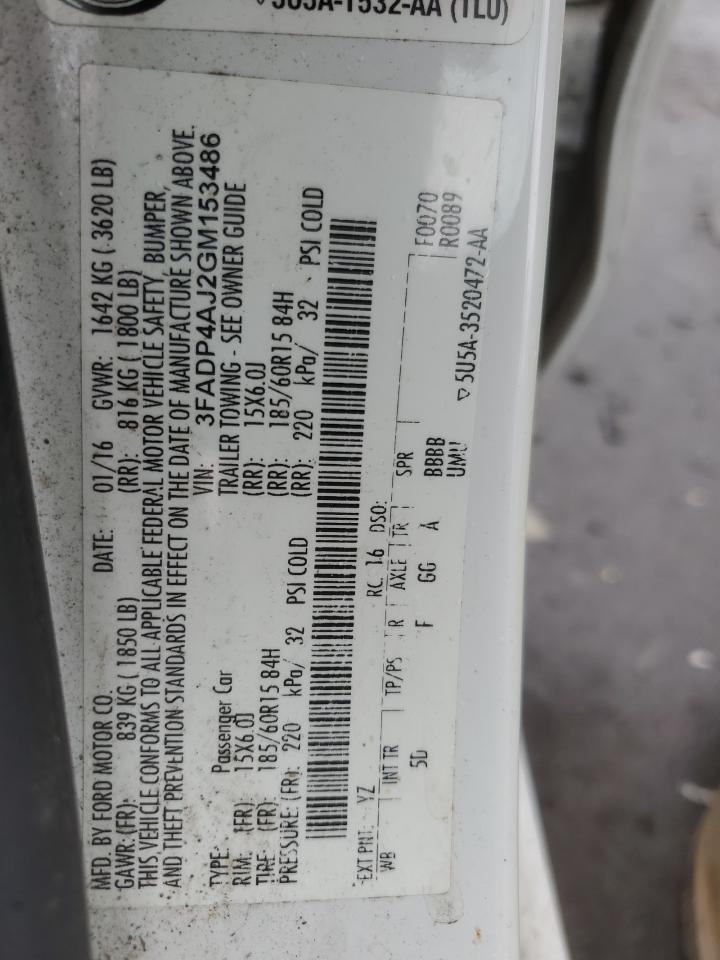 5U5A-1532-AA (TLU)
MFD. BY FORD MOTOR CO. DATE: 01/16 GVWR: 1642 KG ( 3620 LB)
GAWR: (FR): 839 KG ( 1850 LB) (RR): 816 KG ( 1800 LB)
THIS VEHICLE CONFORMS TO ALL APPLICABLE FEDERAL MOTOR VEHICLE SAFETY, BUMPER,
AND THEFT PREVENTION STANDARDS IN EFFECT ON THE DATE OF MANUFACTURE SHOWN ABOVE.
VIN: 3FADP4AJ2GM153486
TYPE: Passenger Car TRAILER TOWING - SEE OWNER GUIDE
RIM: (FR) 15X6.0J (RR): 15X6.0J
TIRE: (FR) 185/60R15 84H (RR): 185/60R15 84H
PRESSURE: (FR): 220 kPa/ 32 PSI COLD (RR): 220 kPa/ 32 PSI COLD
EXT PNT: YZ RC: 16 DSO:
WB INT TR TP/PS R AXLE TR SPR F0070
5D F GG A BBBB R0089
UMU
▽5U5A-3520472-AA